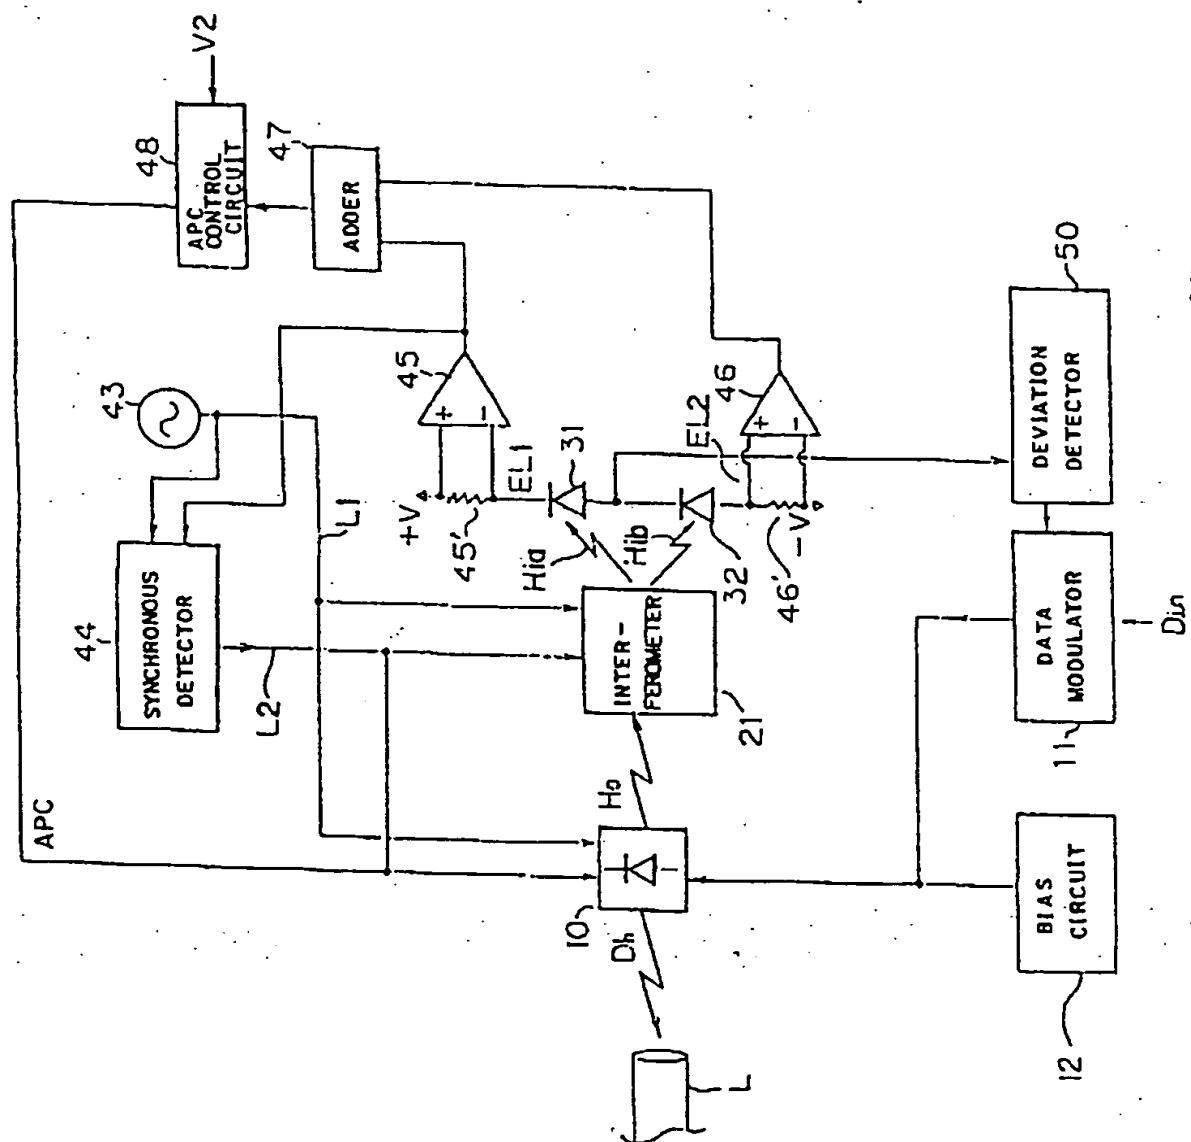 V2
48
APC
CONTROL
CIRCUIT
47
ADDER
APC
43
44
SYNCHRONOUS
DETECTOR
L2
L1
45
+
-
+V
45'
EL1
31
Hia
Hib
EL2
46
+
-
32
46'
-V
INTER-
FEROMETER
21
Ho
10
Dh
L
50
DEVIATION
DETECTOR
DATA
MODULATOR
11
Din
BIAS
CIRCUIT
12